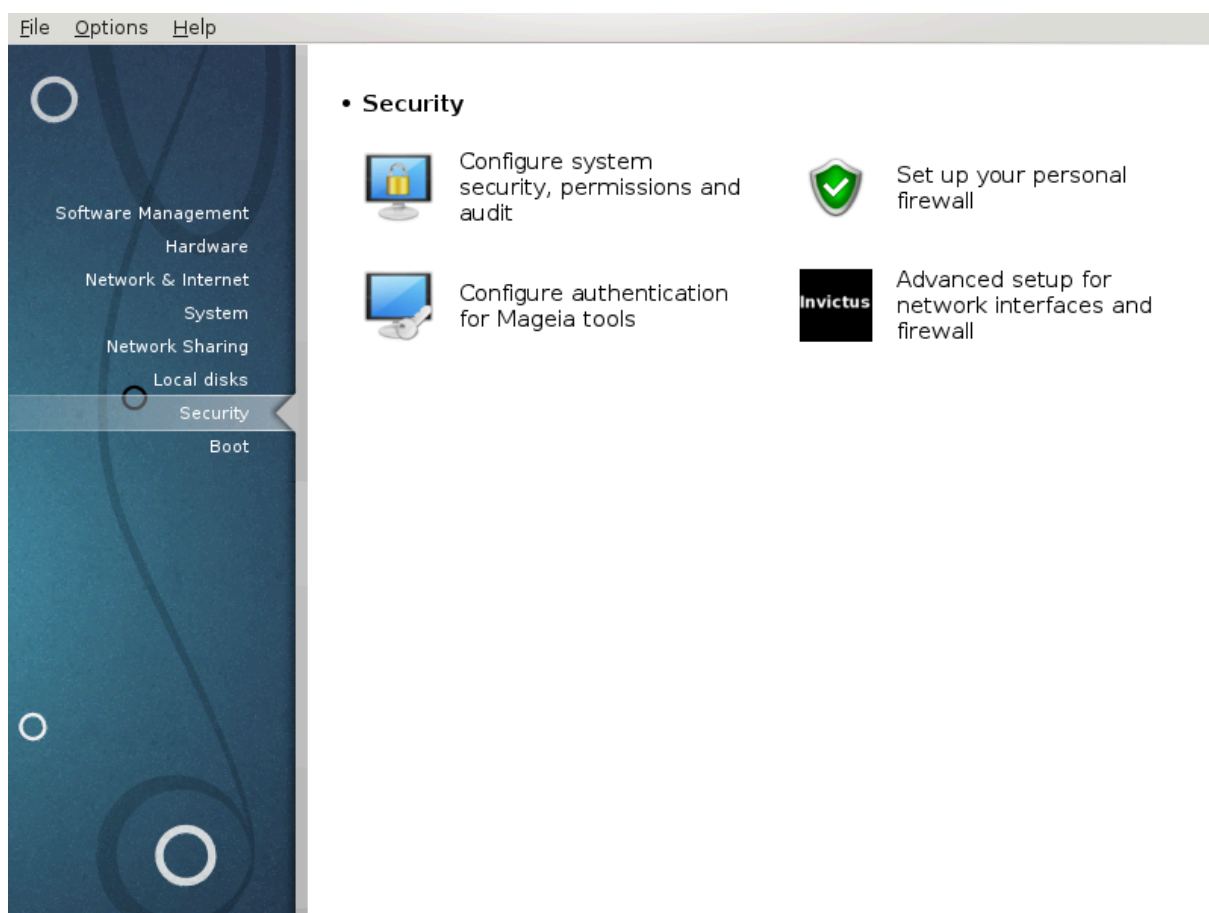 File Options Help
Software Management
Hardware
Network & Internet
System
Network Sharing
Local disks
Security
Boot
• Security
Configure system
security, permissions and
audit
Set up your personal
firewall
Configure authentication
for Mageia tools
Invictus
Advanced setup for
network interfaces and
firewall